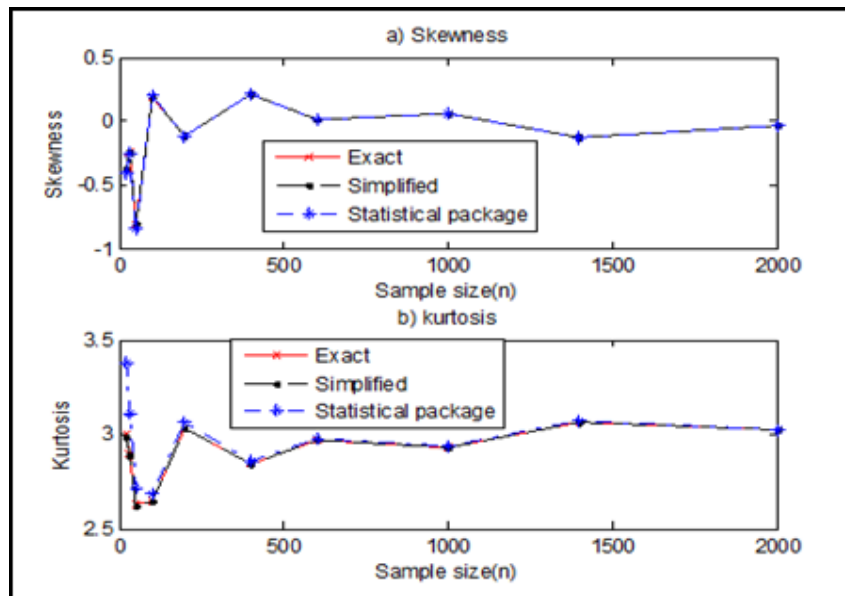 a) Skewness
0.5
0
-0.5
-1
Skewness
Exact
Simplified
Statistical package
0 500 1000 1500 2000
Sample size(n)
b) kurtosis
3.5
3
2.5
Kurtosis
Exact
Simplified
Statistical package
0 500 1000 1500 2000
Sample size(n)